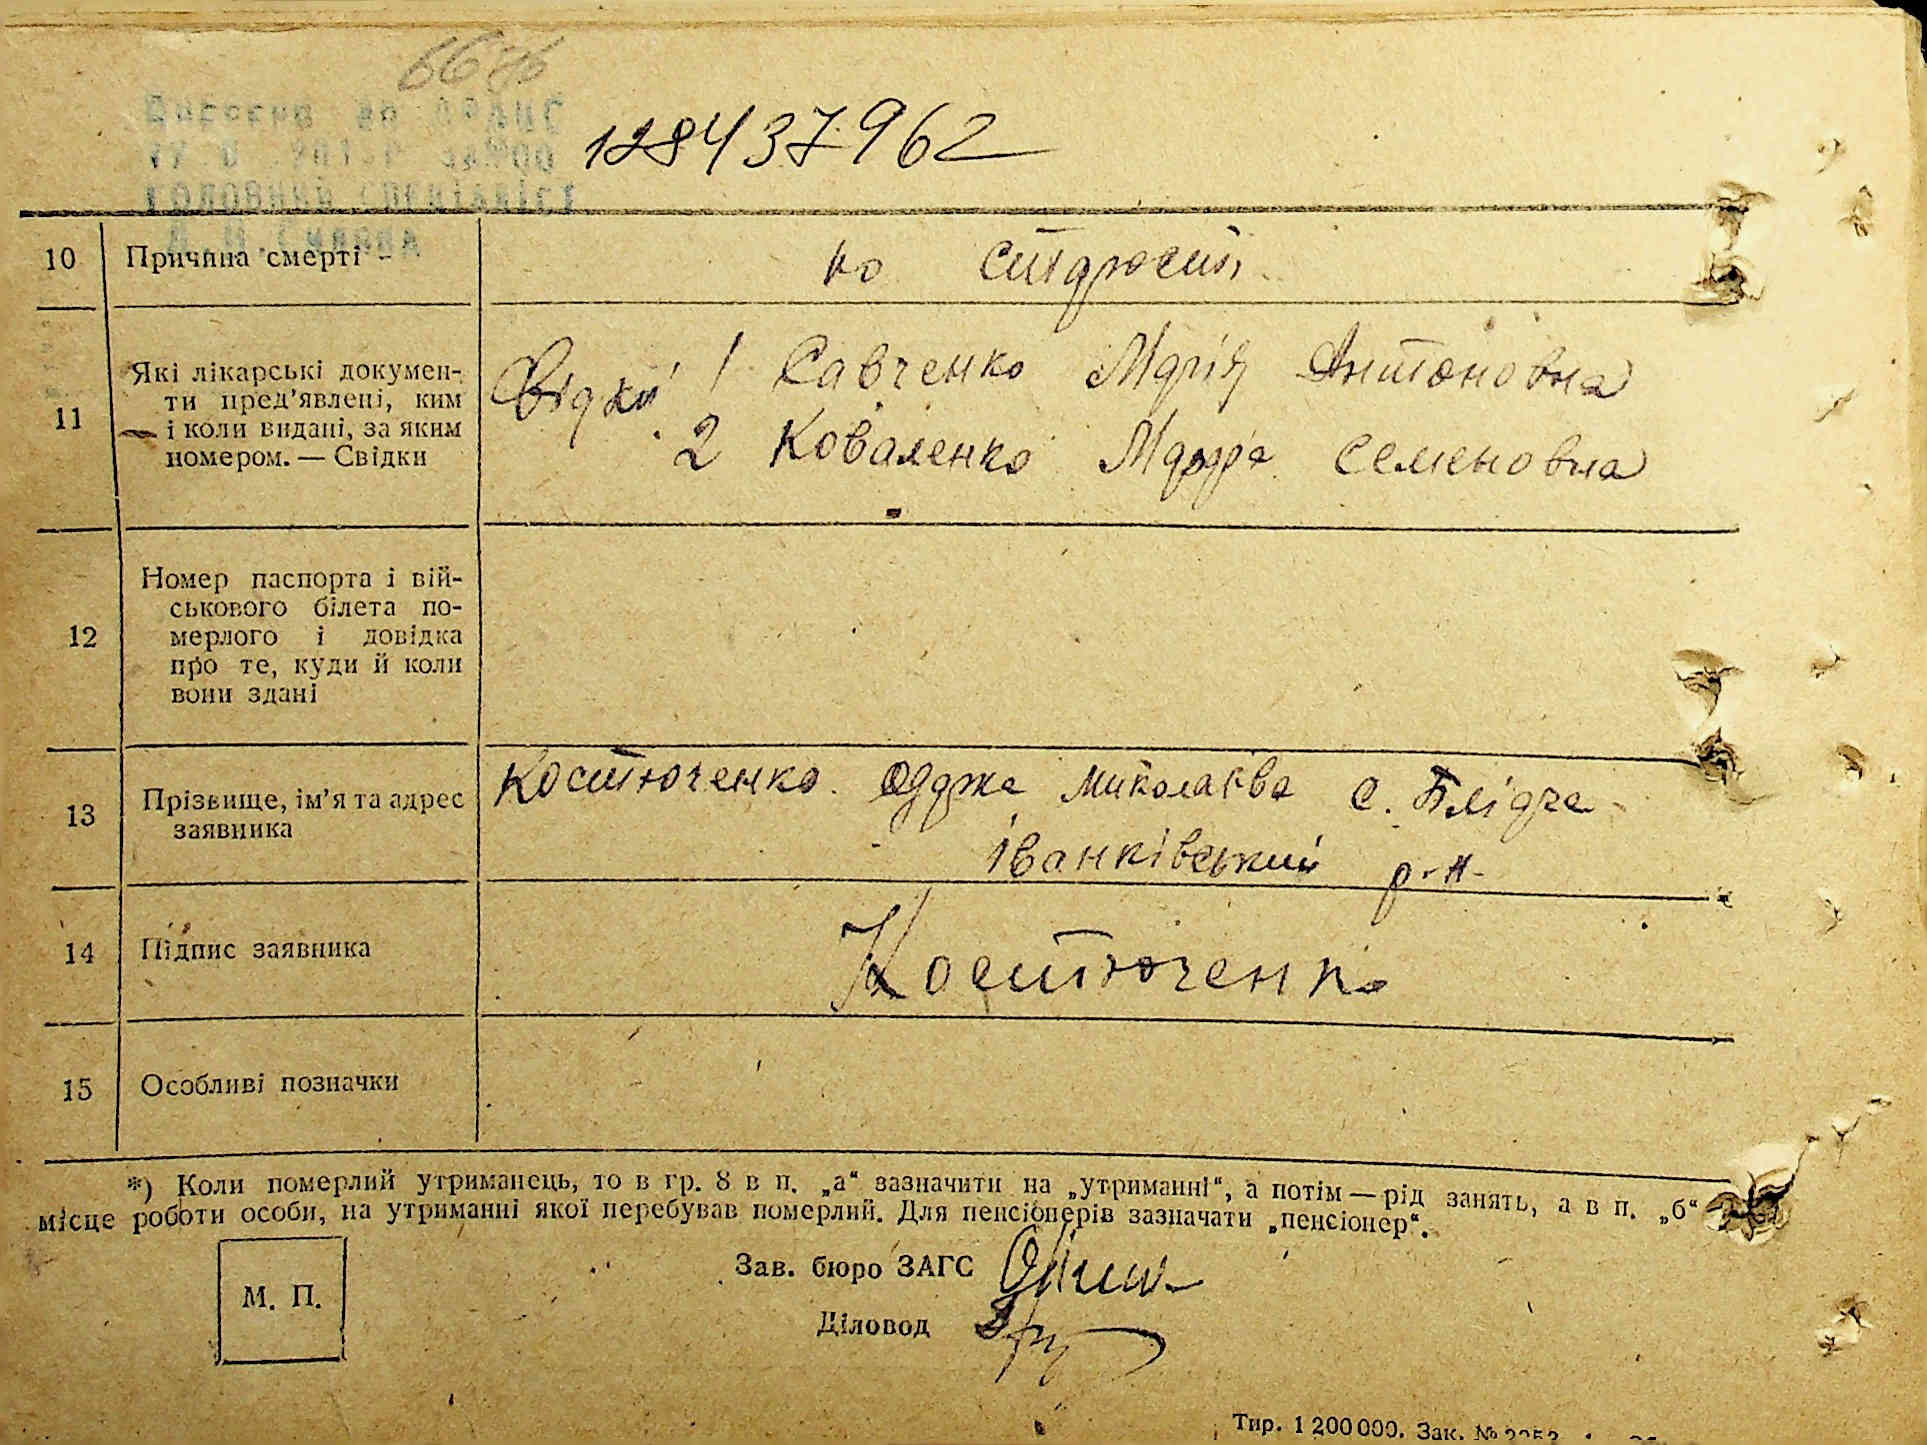 128437962
10 Причина смерті - по старости
11 Які лікарські докумен-
ти пред’явлені, ким
і коли видані, за яким
номером. — Свідки
Свідки 1 Савченко Марія Антоновна
2 Коваленко Марфа Семеновна
12 Номер паспорта і вій-
ськового білета по-
мерлого і довідка
про те, куди й коли
вони здані
13 Прізвище, ім’я та адрес
заявника
Костюченко Миколаєва с. Блідча
Іванківський р-н-
14 Підпис заявника Костюченко
15 Особливі позначки
*) Коли померлий утриманець, то в гр. 8 в п. „а“ зазначити на „утриманні“, а потім — рід занять, а в п. „б“
місце роботи особи, на утриманні якої перебував померлий. Для пенсіонерів зазначати „пенсіонер“.
М. П.
Зав. бюро ЗАГС
Діловод
Тир. 1 200 000. Зак. №